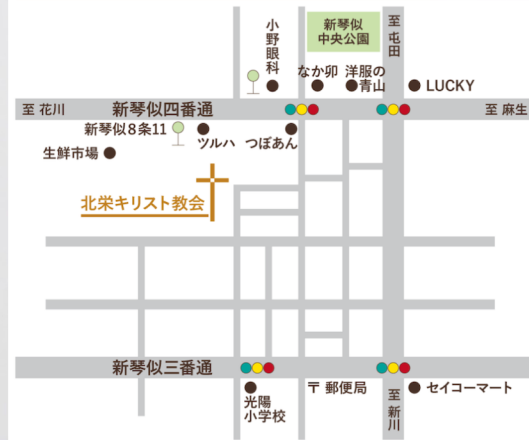 小野眼科
新琴似
中央公園
至 屯田
なか卯
洋服の
青山
LUCKY
至 花川
新琴似四番通
至 麻生
新琴似8条11
ツルハ
つぼあん
生鮮市場
北栄キリスト教会
新琴似三番通
光陽
小学校
〒 郵便局
至 新川
セイコーマート